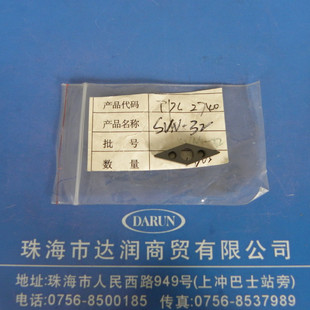 产品代码
产品名称 SVN-32
批号
数量
DARUN
珠海市达润商贸有限公司
地址:珠海市人民西路949号(上冲巴士站旁)
电话:0756-8500185 传真:0756-8537989